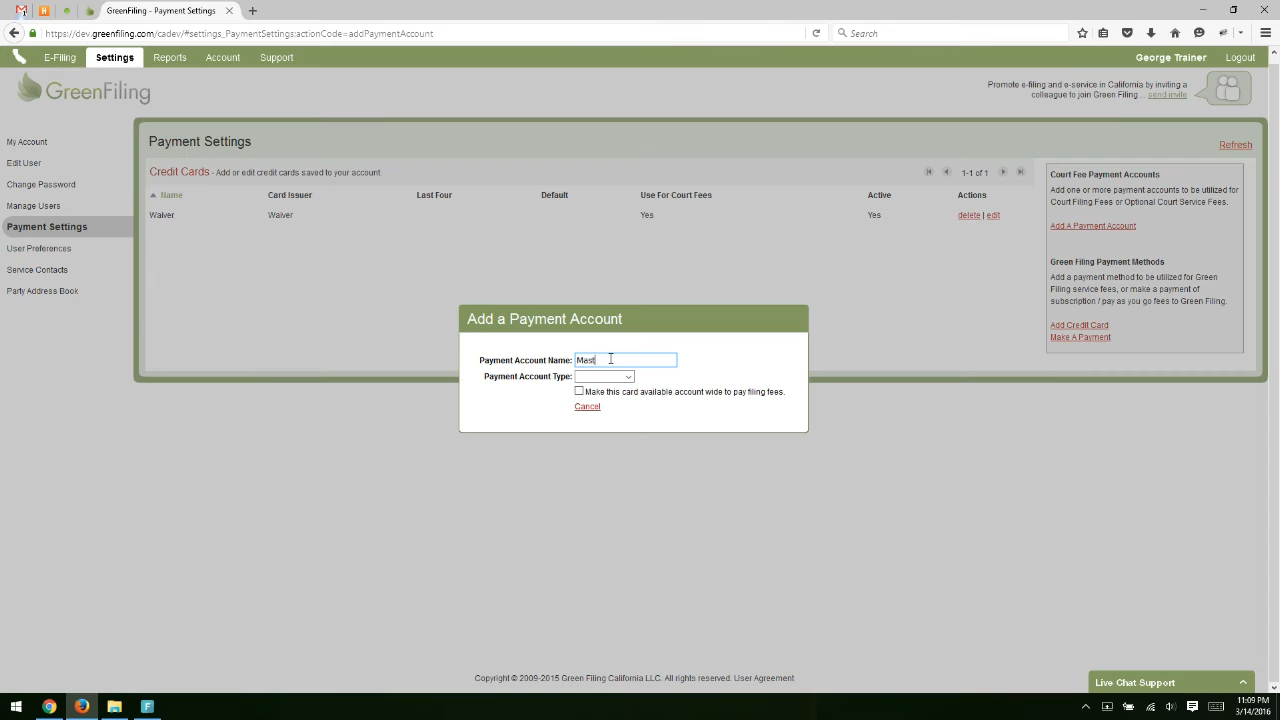 GreenFiling - Payment Settings
https://dev.greenfiling.com/cadev/#settings_PaymentSettings:actionCode=addPaymentAccount
Search
E-Filing Settings Reports Account Support
George Trainer Logout
GreenFiling
Promote e-filing and e-service in California by inviting a
colleague to join Green Filing ... send invite
My Account
Edit User
Change Password
Manage Users
Payment Settings
User Preferences
Service Contacts
Party Address Book
Payment Settings
Refresh
Credit Cards - Add or edit credit cards saved to your account.
1-1 of 1
Name Card Issuer Last Four Default Use For Court Fees Active Actions
Waiver Waiver Yes Yes delete | edit
Court Fee Payment Accounts
Add one or more payment accounts to be utilized for
Court Filing Fees or Optional Court Service Fees.
Add A Payment Account
Green Filing Payment Methods
Add a payment method to be utilized for Green
Filing service fees, or make a payment of
subscription / pay as you go fees to Green Filing.
Add Credit Card
Make A Payment
Add a Payment Account
Payment Account Name: Mast
Payment Account Type:
Make this card available account wide to pay filing fees.
Cancel
Copyright © 2009-2015 Green Filing California LLC. All rights reserved. User Agreement
Live Chat Support
11:09 PM
3/14/2016